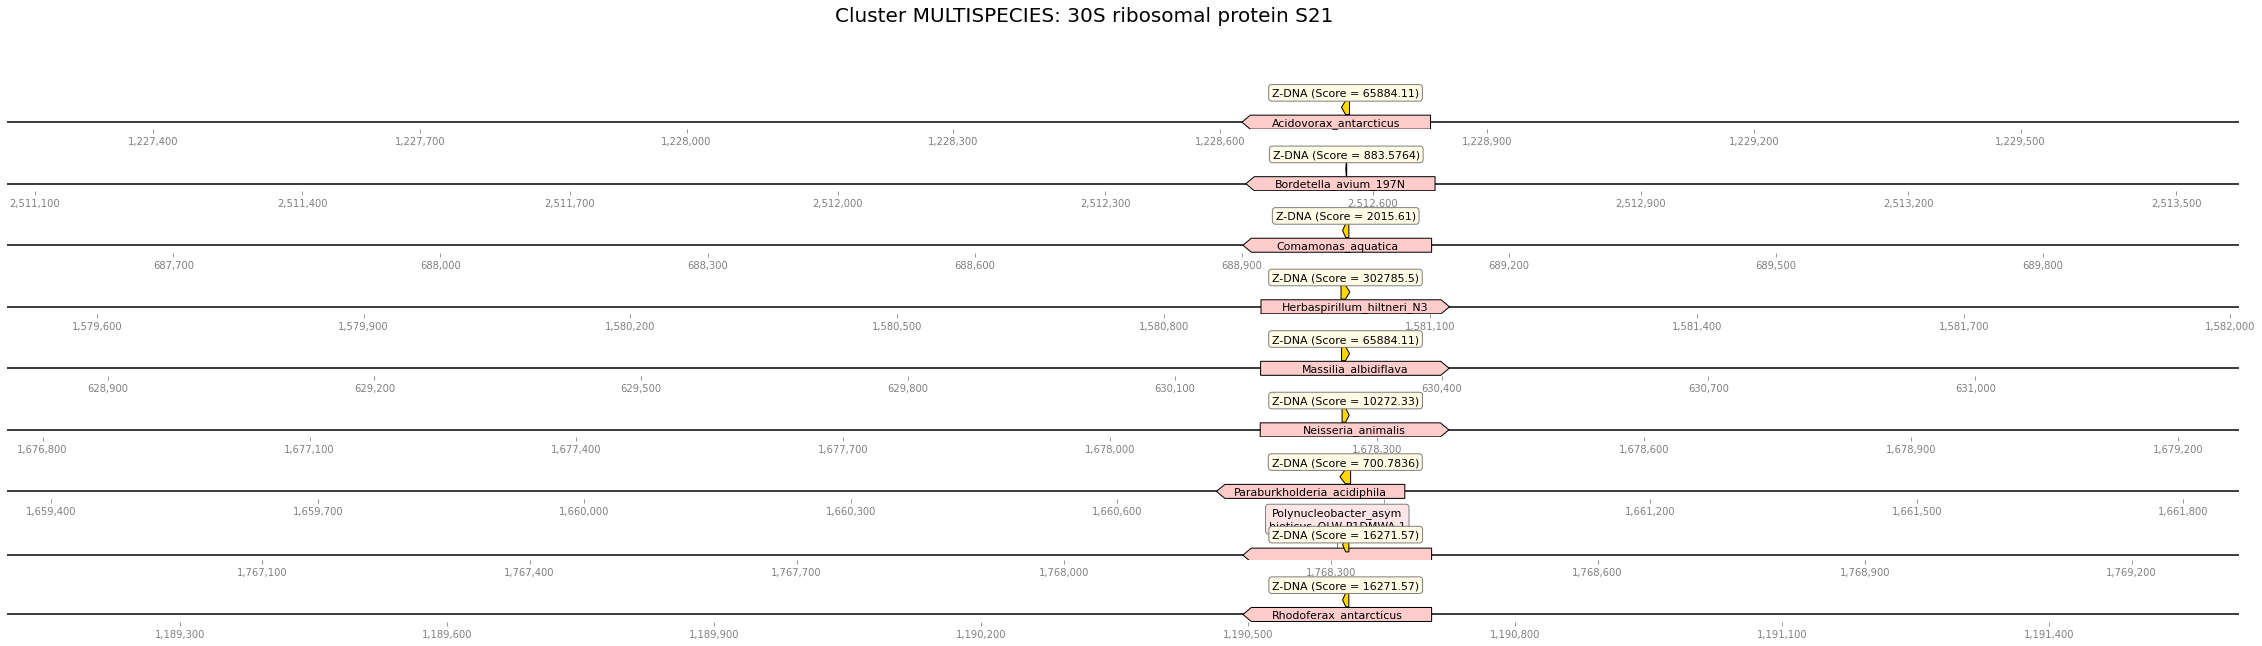 Cluster MULTISPECIES: 30S ribosomal protein S21
Z-DNA (Score = 65884.11)
Acidovorax_antarcticus
1,227,400 1,227,700 1,228,000 1,228,300 1,228,600 1,228,900 1,229,200 1,229,500
Z-DNA (Score = 883.5764)
Bordetella_avium_197N
2,511,100 2,511,400 2,511,700 2,512,000 2,512,300 2,512,600 2,512,900 2,513,200 2,513,500
Z-DNA (Score = 2015.61)
Comamonas_aquatica
687,700 688,000 688,300 688,600 688,900 689,200 689,500 689,800
Z-DNA (Score = 302785.5)
Herbaspirillum_hiltneri_N3
1,579,600 1,579,900 1,580,200 1,580,500 1,580,800 1,581,100 1,581,400 1,581,700 1,582,000
Z-DNA (Score = 65884.11)
Massilia_albidiflava
628,900 629,200 629,500 629,800 630,100 630,400 630,700 631,000
Z-DNA (Score = 10272.33)
Neisseria_animalis
1,676,800 1,677,100 1,677,400 1,677,700 1,678,000 1,678,300 1,678,600 1,678,900 1,679,200
Z-DNA (Score = 700.7836)
Paraburkholderia_acidiphila
1,659,400 1,659,700 1,660,000 1,660,300 1,660,600 1,661,200 1,661,500 1,661,800
Polynucleobacter_asym
Z-DNA (Score = 16271.57)
1,767,100 1,767,400 1,767,700 1,768,000 1,768,300 1,768,600 1,768,900 1,769,200
Z-DNA (Score = 16271.57)
Rhodoferax_antarcticus
1,189,300 1,189,600 1,189,900 1,190,200 1,190,500 1,190,800 1,191,100 1,191,400